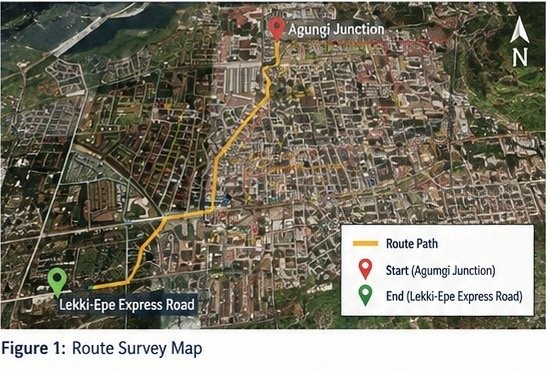 Agungi Junction
N
Lekki-Epe Express Road
Route Path
Start (Agumgi Junction)
End (Lekki-Epe Express Road)
Figure 1: Route Survey Map